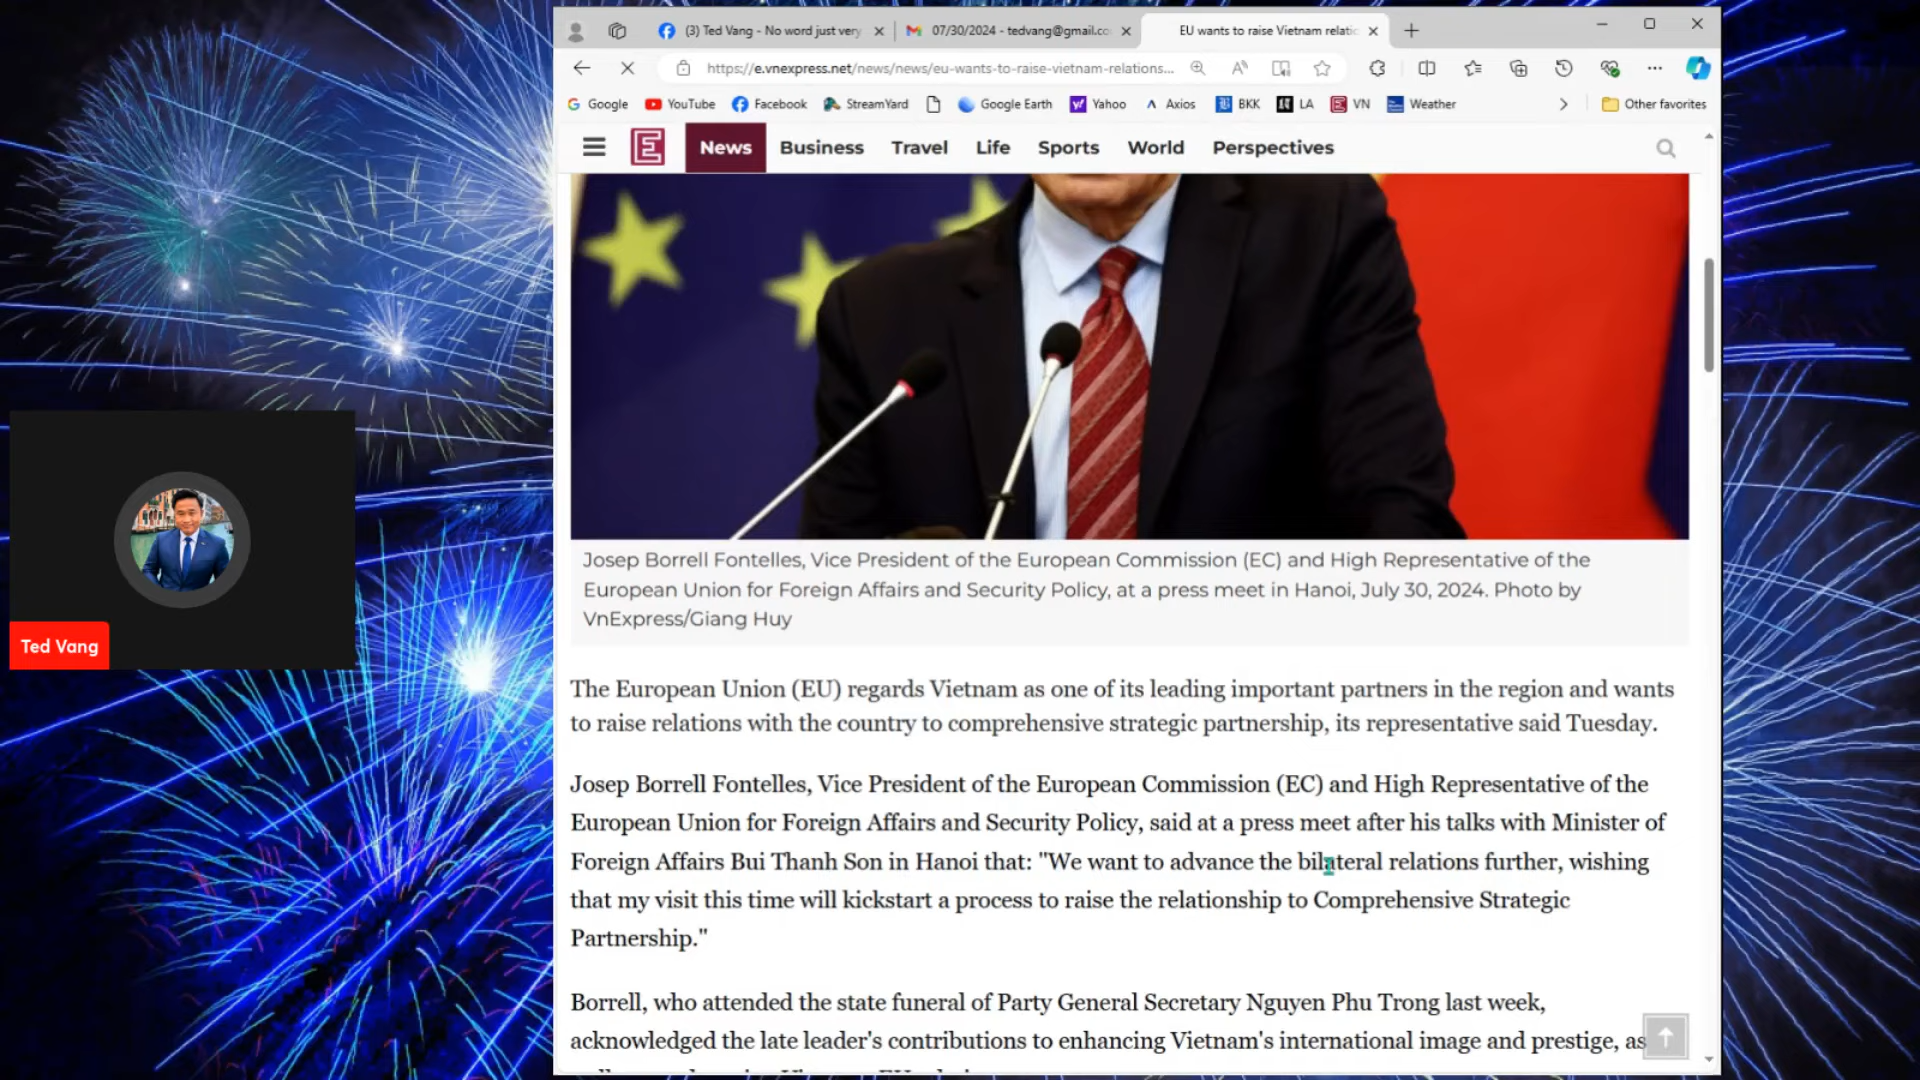 (3) Ted Vang - No word just very
07/30/2024 - tedvang@gmail.co
EU wants to raise Vietnam relatio
https://e.vnexpress.net/news/news/eu-wants-to-raise-vietnam-relations...
Google YouTube Facebook StreamYard Google Earth Yahoo Axios BKK LA VN Weather Other favorites
E News Business Travel Life Sports World Perspectives
Josep Borrell Fontelles, Vice President of the European Commission (EC) and High Representative of the
European Union for Foreign Affairs and Security Policy, at a press meet in Hanoi, July 30, 2024. Photo by
VnExpress/Giang Huy
Ted Vang
The European Union (EU) regards Vietnam as one of its leading important partners in the region and wants
to raise relations with the country to comprehensive strategic partnership, its representative said Tuesday.
Josep Borrell Fontelles, Vice President of the European Commission (EC) and High Representative of the
European Union for Foreign Affairs and Security Policy, said at a press meet after his talks with Minister of
Foreign Affairs Bui Thanh Son in Hanoi that: "We want to advance the bilateral relations further, wishing
that my visit this time will kickstart a process to raise the relationship to Comprehensive Strategic
Partnership."
Borrell, who attended the state funeral of Party General Secretary Nguyen Phu Trong last week,
acknowledged the late leader's contributions to enhancing Vietnam's international image and prestige, as